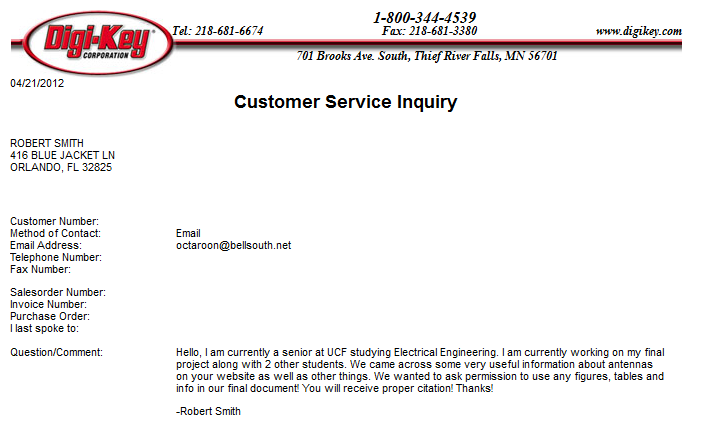 Digi-Key
CORPORATION
1-800-344-4539
Tel: 218-681-6674 Fax: 218-681-3380 www.digikey.com
701 Brooks Ave. South, Thief River Falls, MN 56701
04/21/2012
Customer Service Inquiry
ROBERT SMITH
416 BLUE JACKET LN
ORLANDO, FL 32825
Customer Number:
Method of Contact: Email
Email Address: octaroon@bellsouth.net
Telephone Number:
Fax Number:
Salesorder Number:
Invoice Number:
Purchase Order:
I last spoke to:
Question/Comment: Hello, I am currently a senior at UCF studying Electrical Engineering. I am currently working on my final
project along with 2 other students. We came across some very useful information about antennas
on your website as well as other things. We wanted to ask permission to use any figures, tables and
info in our final document! You will receive proper citation! Thanks!
-Robert Smith